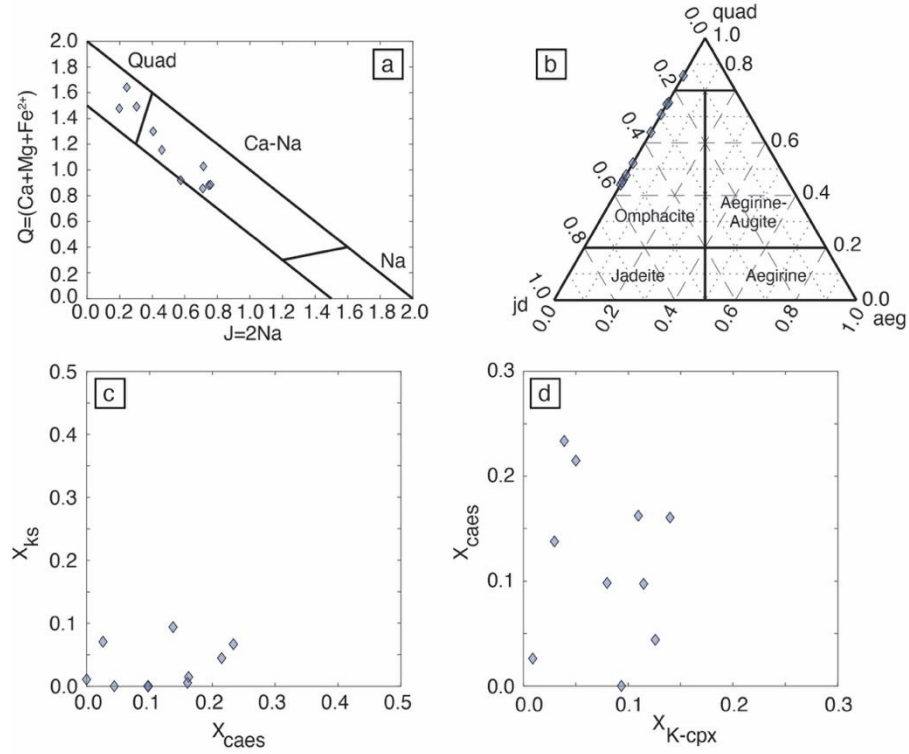 a
Q=(Ca+Mg+Fe²⁺)
2.0
1.8
1.6
1.4
1.2
1.0
0.8
0.6
0.4
0.2
0.0
Quad
Ca-Na
Na
0.0 0.2 0.4 0.6 0.8 1.0 1.2 1.4 1.6 1.8 2.0
J=2Na
b
quad
0.0 1.0
0.2 0.8
0.4 0.6
0.6 0.4
Omphacite Aegirine-
Augite
0.8 0.2
Jadeite Aegirine
1.0 0.0
jd aeg
0.0 0.2 0.4 0.6 0.8 1.0
c
X_ks
0.5
0.4
0.3
0.2
0.1
0.0
0.0 0.1 0.2 0.3 0.4 0.5
X_caes
d
X_caes
0.3
0.2
0.1
0.0
0.0 0.1 0.2 0.3
X_K-cpx